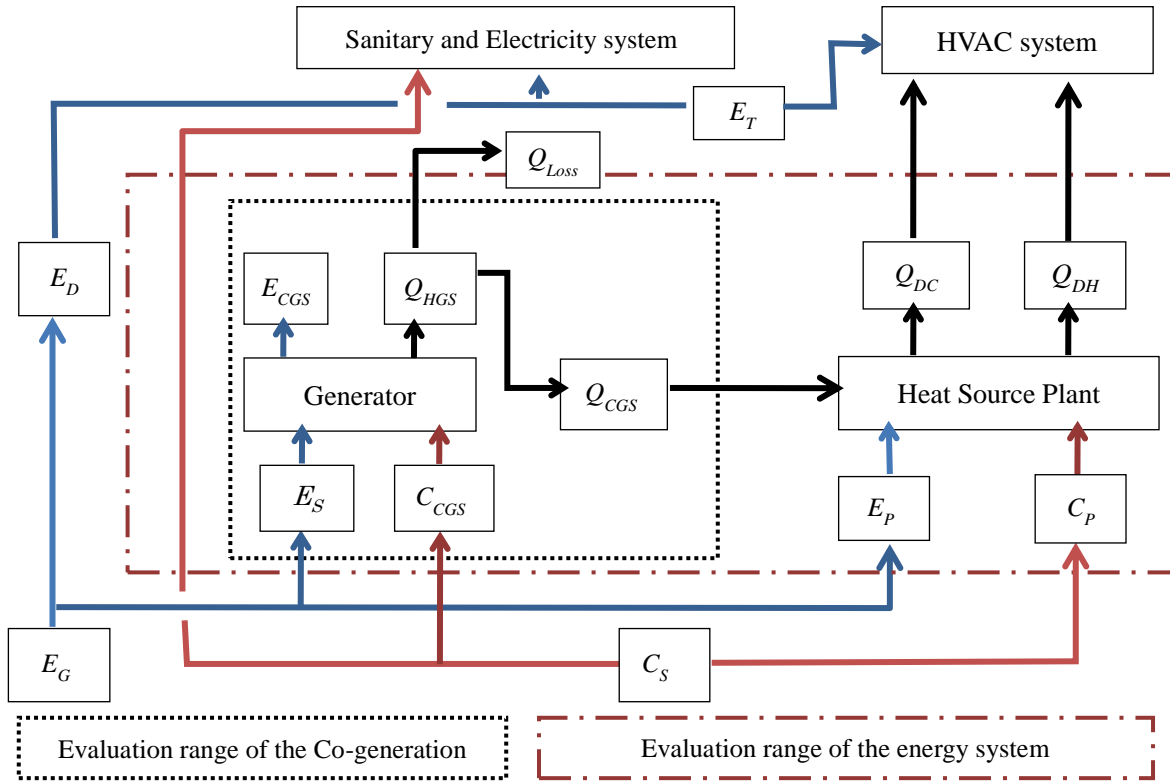 Sanitary and Electricity system
HVAC system
E_T
Q_Loss
E_D
E_CGS
Q_HGS
Q_DC
Q_DH
Generator
Q_CGS
Heat Source Plant
E_S
C_CGS
E_P
C_P
E_G
C_S
Evaluation range of the Co-generation
Evaluation range of the energy system